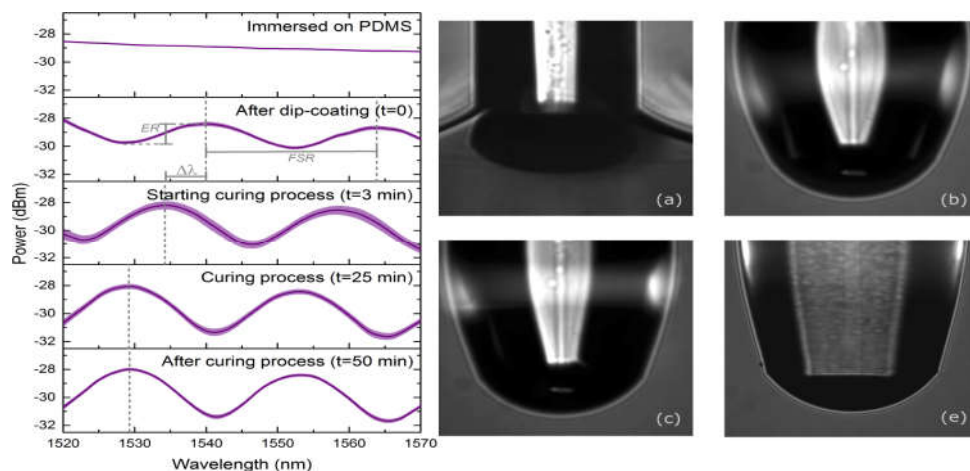 Immersed on PDMS
-28
-30
-32
After dip-coating (t=0)
-28
-30
-32
ER
FSR
Δλ
Starting curing process (t=3 min)
-28
-30
-32
Curing process (t=25 min)
-28
-30
-32
After curing process (t=50 min)
-28
-30
-32
Power (dBm)
1520 1530 1540 1550 1560 1570
Wavelength (nm)
(a)
(b)
(c)
(e)